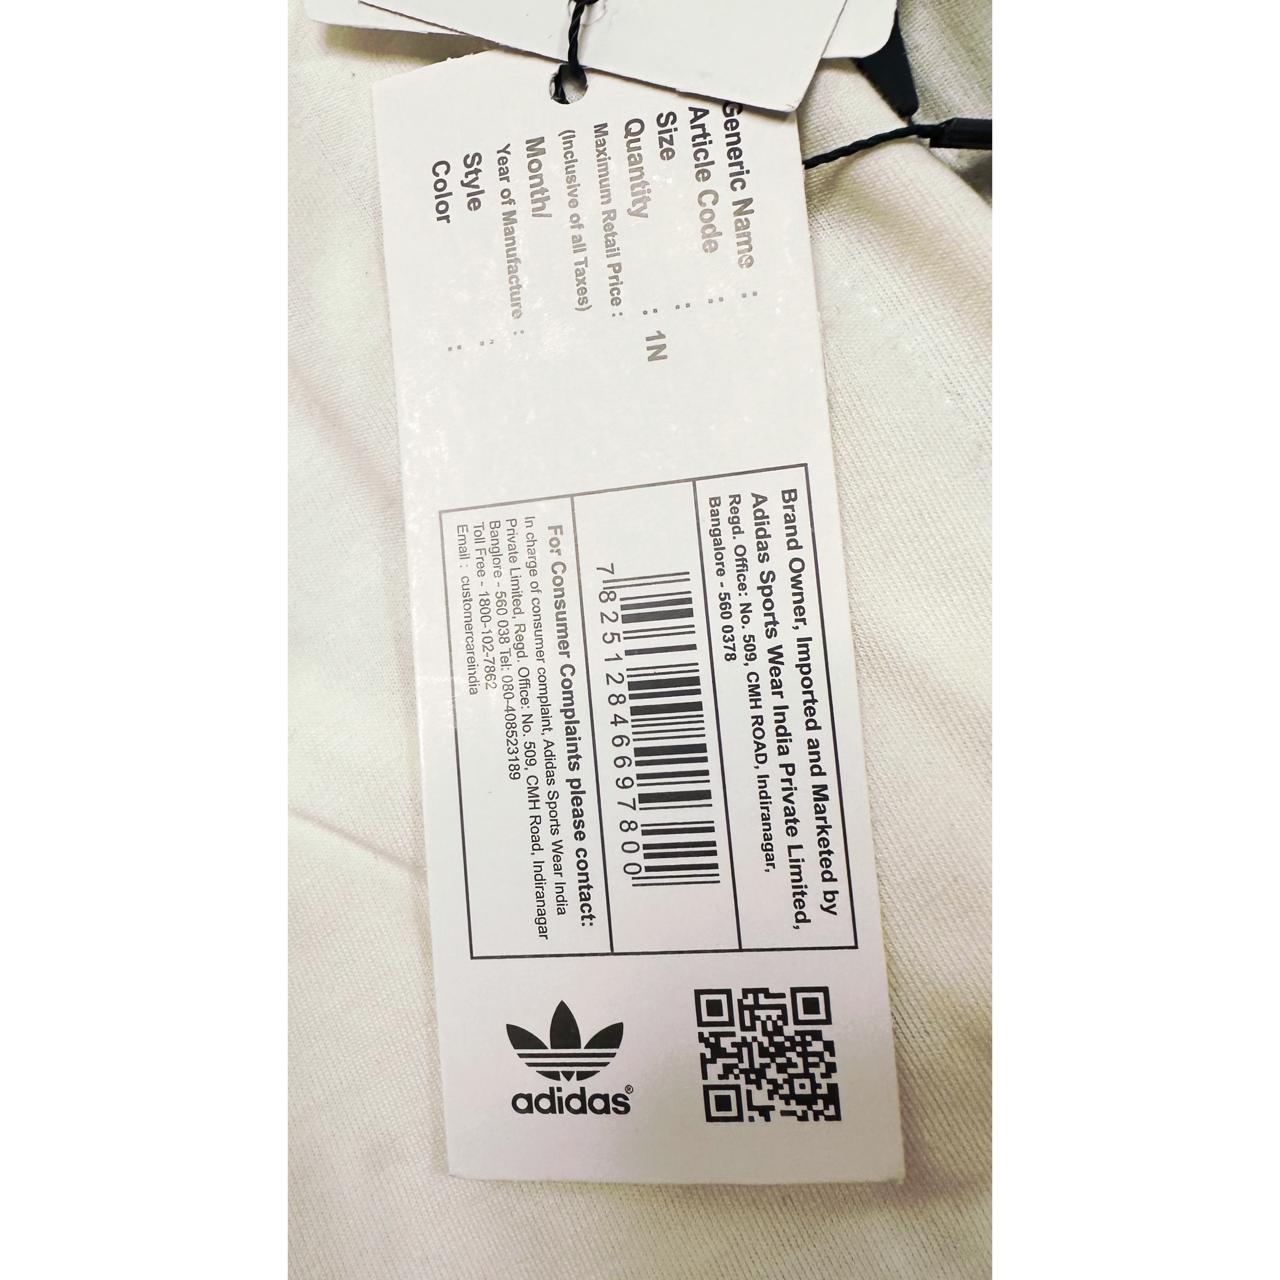 Generic Name :
Article Code :
Size :
Quantity : 1N
Maximum Retail Price :
(Inclusive of all Taxes)
Month/
Year of Manufacture :
Style :
Color :
Brand Owner, Imported and Marketed by
Adidas Sports Wear India Private Limited,
Regd. Office: No. 509, CMH ROAD, Indiranagar,
Bangalore - 560 0378
782512846697800
For Consumer Complaints please contact:
In charge of consumer complaint, Adidas Sports Wear India
Private Limited, Regd. Office: No. 509, CMH Road, Indiranagar
Banglore - 560 038 Tel: 080-408523189
Toll Free - 1800-102-7862
Email : customercareindia
adidas®